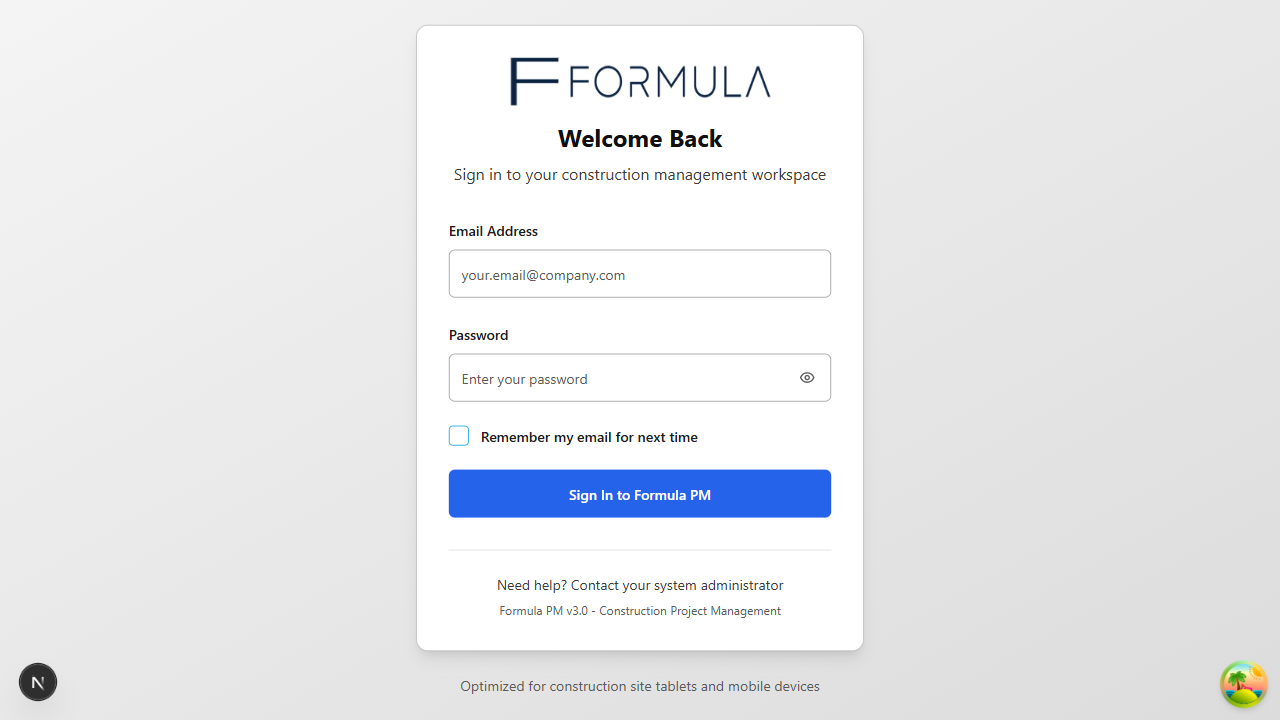 F FORMULA
Welcome Back
Sign in to your construction management workspace
Email Address
your.email@company.com
Password
Enter your password
Remember my email for next time
Sign In to Formula PM
Need help? Contact your system administrator
Formula PM v3.0 - Construction Project Management
N
Optimized for construction site tablets and mobile devices